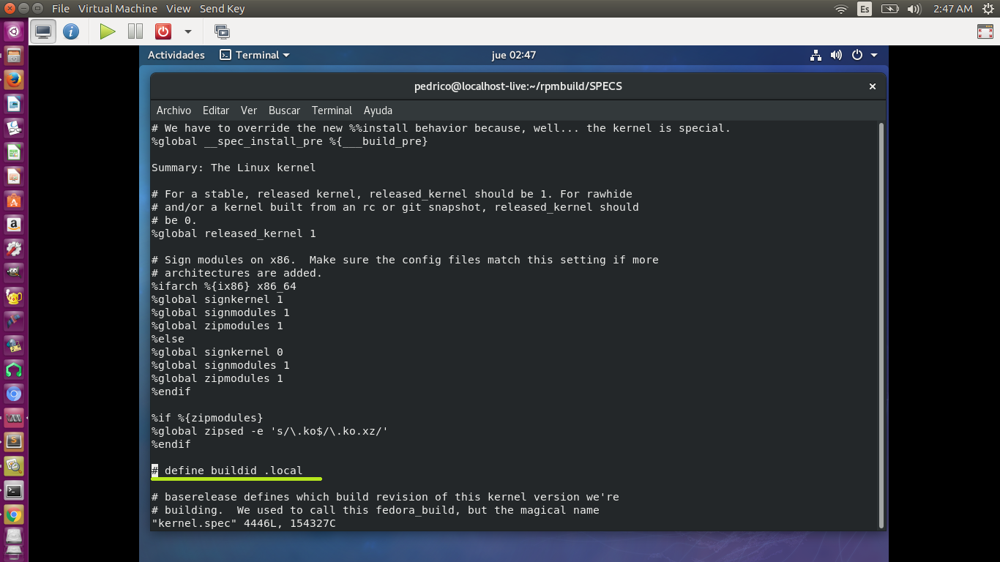 File Virtual Machine View Send Key
Es
2:47 AM
Actividades Terminal jue 02:47
pedrico@localhost-live:~/rpmbuild/SPECS
Archivo Editar Ver Buscar Terminal Ayuda
# We have to override the new %%install behavior because, well... the kernel is special.
%global __spec_install_pre %{___build_pre}
Summary: The Linux kernel
# For a stable, released kernel, released_kernel should be 1. For rawhide
# and/or a kernel built from an rc or git snapshot, released_kernel should
# be 0.
%global released_kernel 1
# Sign modules on x86.  Make sure the config files match this setting if more
# architectures are added.
%ifarch %{ix86} x86_64
%global signkernel 1
%global signmodules 1
%global zipmodules 1
%else
%global signkernel 0
%global signmodules 1
%global zipmodules 1
%endif
%if %{zipmodules}
%global zipsed -e 's/\.ko$/\.ko.xz/'
%endif
# define buildid .local
# baserelease defines which build revision of this kernel version we're
# building.  We used to call this fedora_build, but the magical name
"kernel.spec" 4446L, 154327C